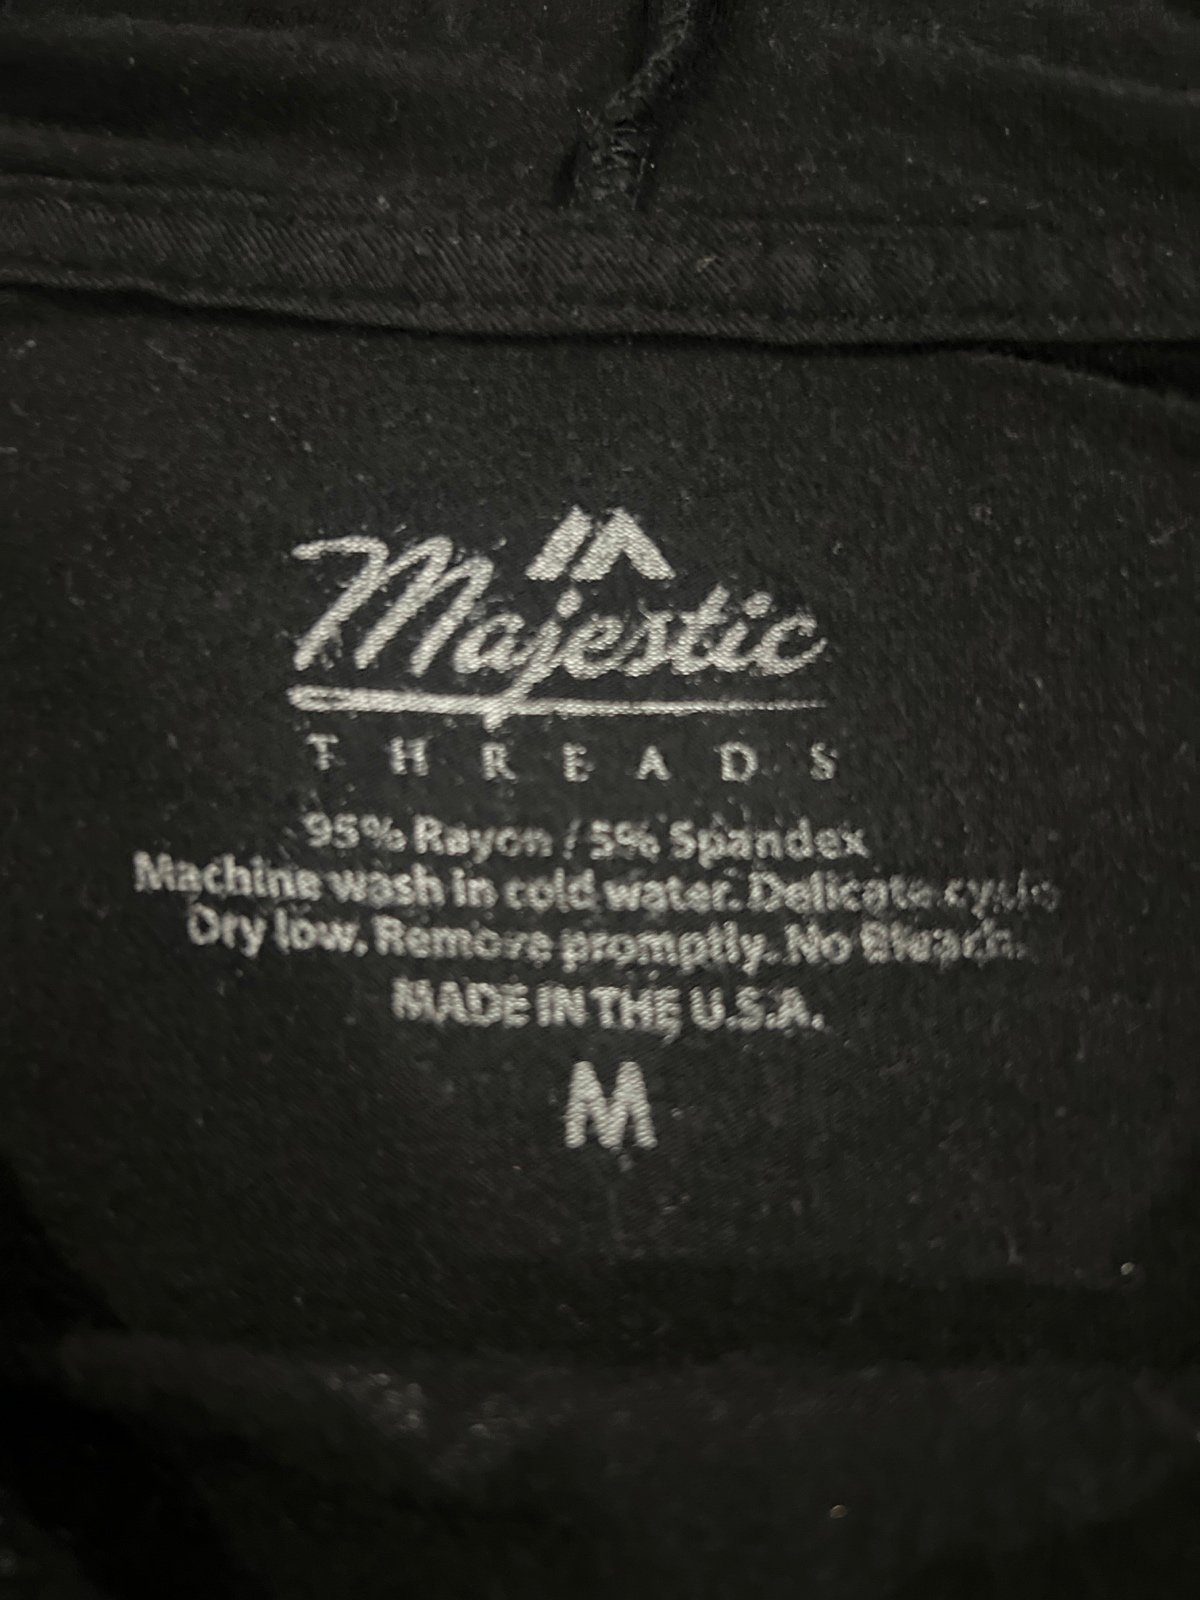 Majestic
THREADS
95% Rayon / 5% Spandex
Machine wash in cold water. Delicate cycle
Dry low. Remove promptly. No Bleach.
MADE IN THE U.S.A.
M